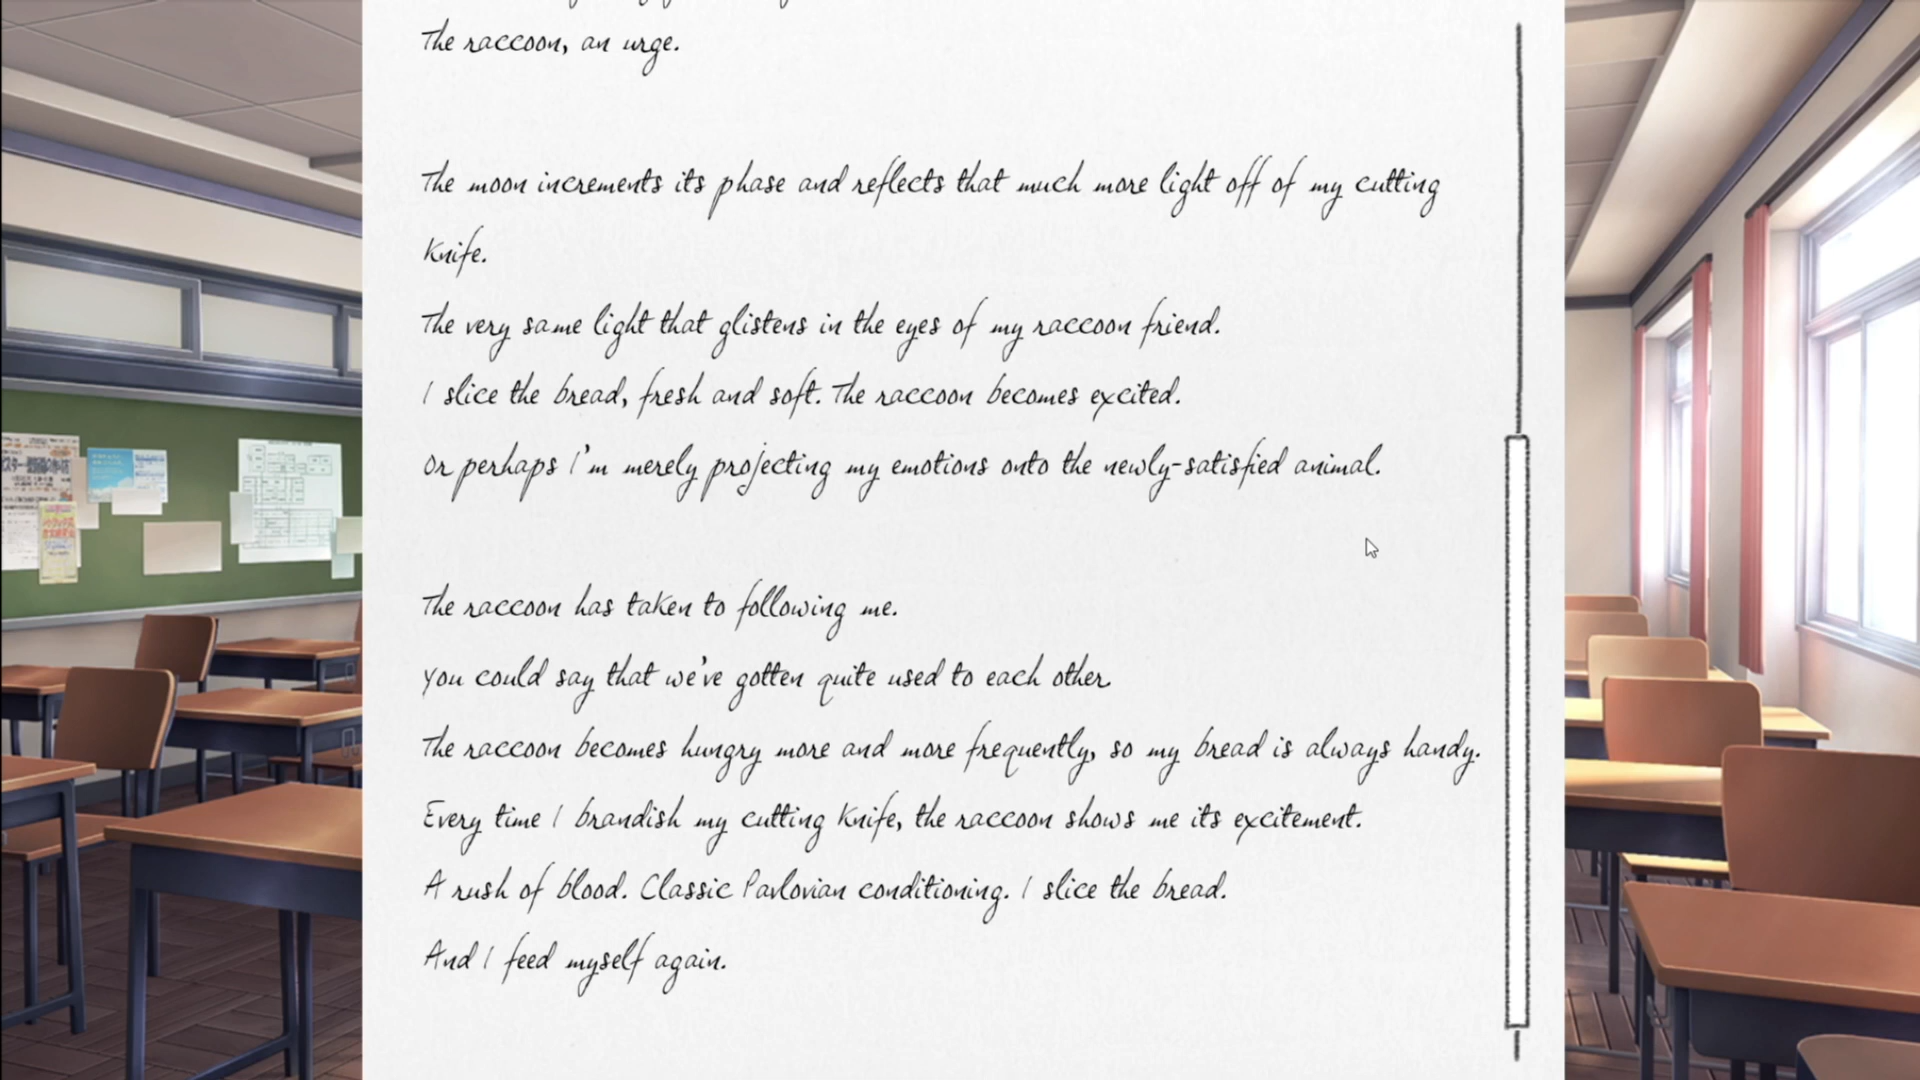 The raccoon, an urge.
The moon increments its phase and reflects that much more light off of my cutting
knife.
The very same light that glistens in the eyes of my raccoon friend.
I slice the bread, fresh and soft. The raccoon becomes excited.
Or perhaps I'm merely projecting my emotions onto the newly-satisfied animal.
The raccoon has taken to following me.
You could say that we've gotten quite used to each other.
The raccoon becomes hungry more and more frequently, so my bread is always handy.
Every time I brandish my cutting knife, the raccoon shows me its excitement.
A rush of blood. Classic Pavlovian conditioning. I slice the bread.
And I feed myself again.